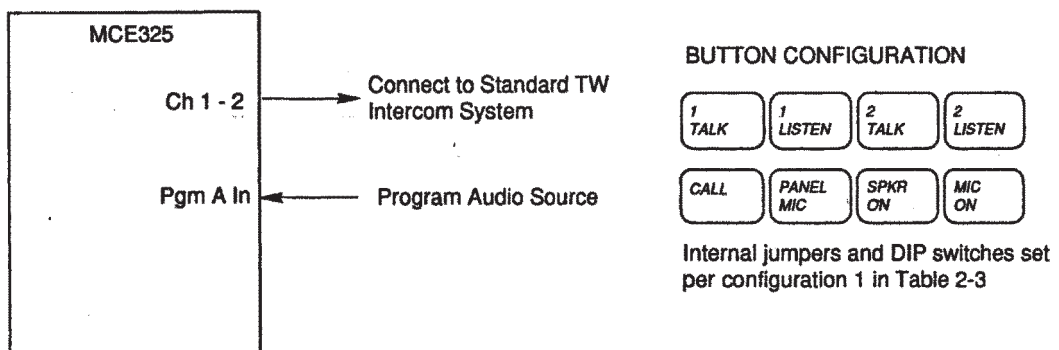 MCE325
Ch 1 - 2
Connect to Standard TW
Intercom System
Pgm A In
Program Audio Source
BUTTON CONFIGURATION
1 TALK
1 LISTEN
2 TALK
2 LISTEN
CALL
PANEL MIC
SPKR ON
MIC ON
Internal jumpers and DIP switches set
per configuration 1 in Table 2-3